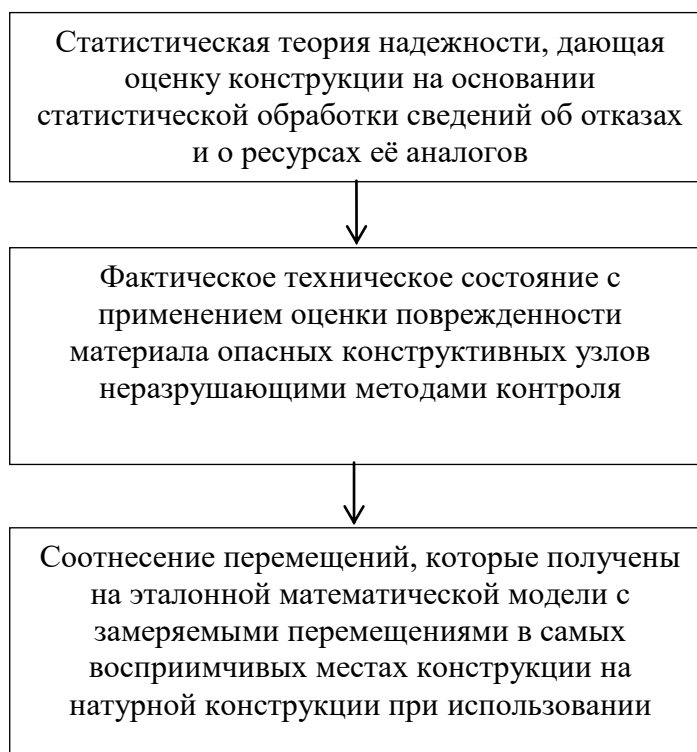 Статистическая теория надежности, дающая
оценку конструкции на основании
статистической обработки сведений об отказах
и о ресурсах её аналогов
Фактическое техническое состояние с
применением оценки поврежденности
материала опасных конструктивных узлов
неразрушающими методами контроля
Соотнесение перемещений, которые получены
на эталонной математической модели с
замеряемыми перемещениями в самых
восприимчивых местах конструкции на
натурной конструкции при использовании